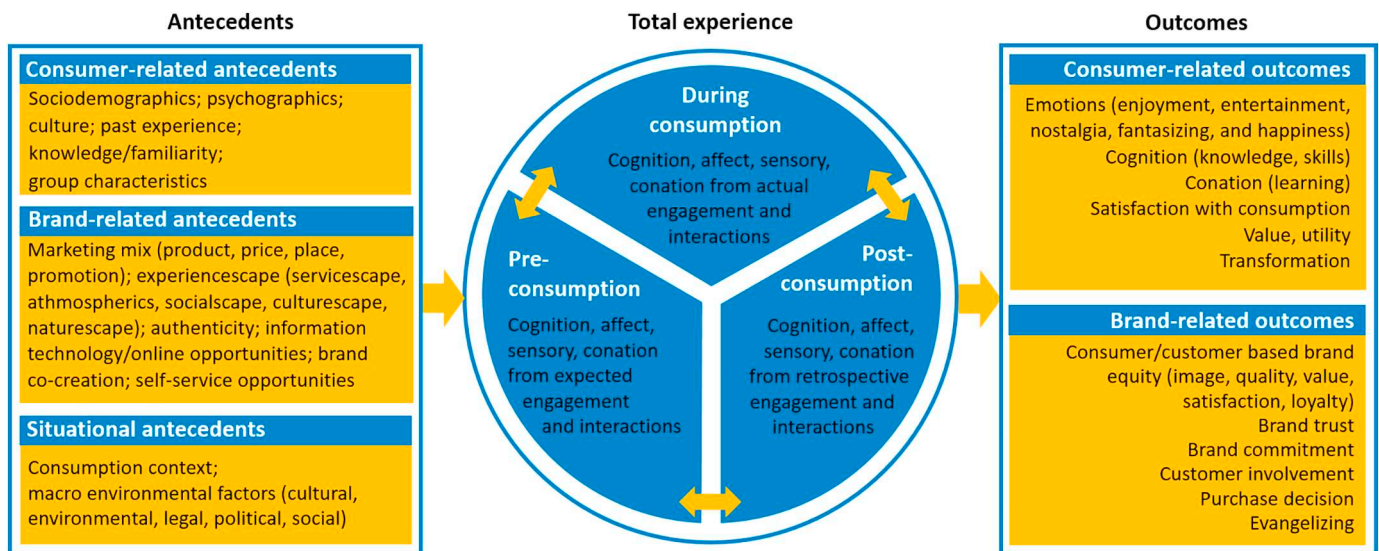 Antecedents
Consumer-related antecedents
Sociodemographics; psychographics;
culture; past experience;
knowledge/familiarity;
group characteristics
Brand-related antecedents
Marketing mix (product, price, place,
promotion); experiencescape (servicescape,
athmospherics, socialscape, culturescape,
naturescape); authenticity; information
technology/online opportunities; brand
co-creation; self-service opportunities
Situational antecedents
Consumption context;
macro environmental factors (cultural,
environmental, legal, political, social)
Total experience
During
consumption
Cognition, affect, sensory,
conation from actual
engagement and
interactions
Pre-
consumption
Cognition, affect,
sensory, conation
from expected
engagement
and interactions
Post-
consumption
Cognition, affect,
sensory, conation
from retrospective
engagement and
interactions
Outcomes
Consumer-related outcomes
Emotions (enjoyment, entertainment,
nostalgia, fantasizing, and happiness)
Cognition (knowledge, skills)
Conation (learning)
Satisfaction with consumption
Value, utility
Transformation
Brand-related outcomes
Consumer/customer based brand
equity (image, quality, value,
satisfaction, loyalty)
Brand trust
Brand commitment
Customer involvement
Purchase decision
Evangelizing